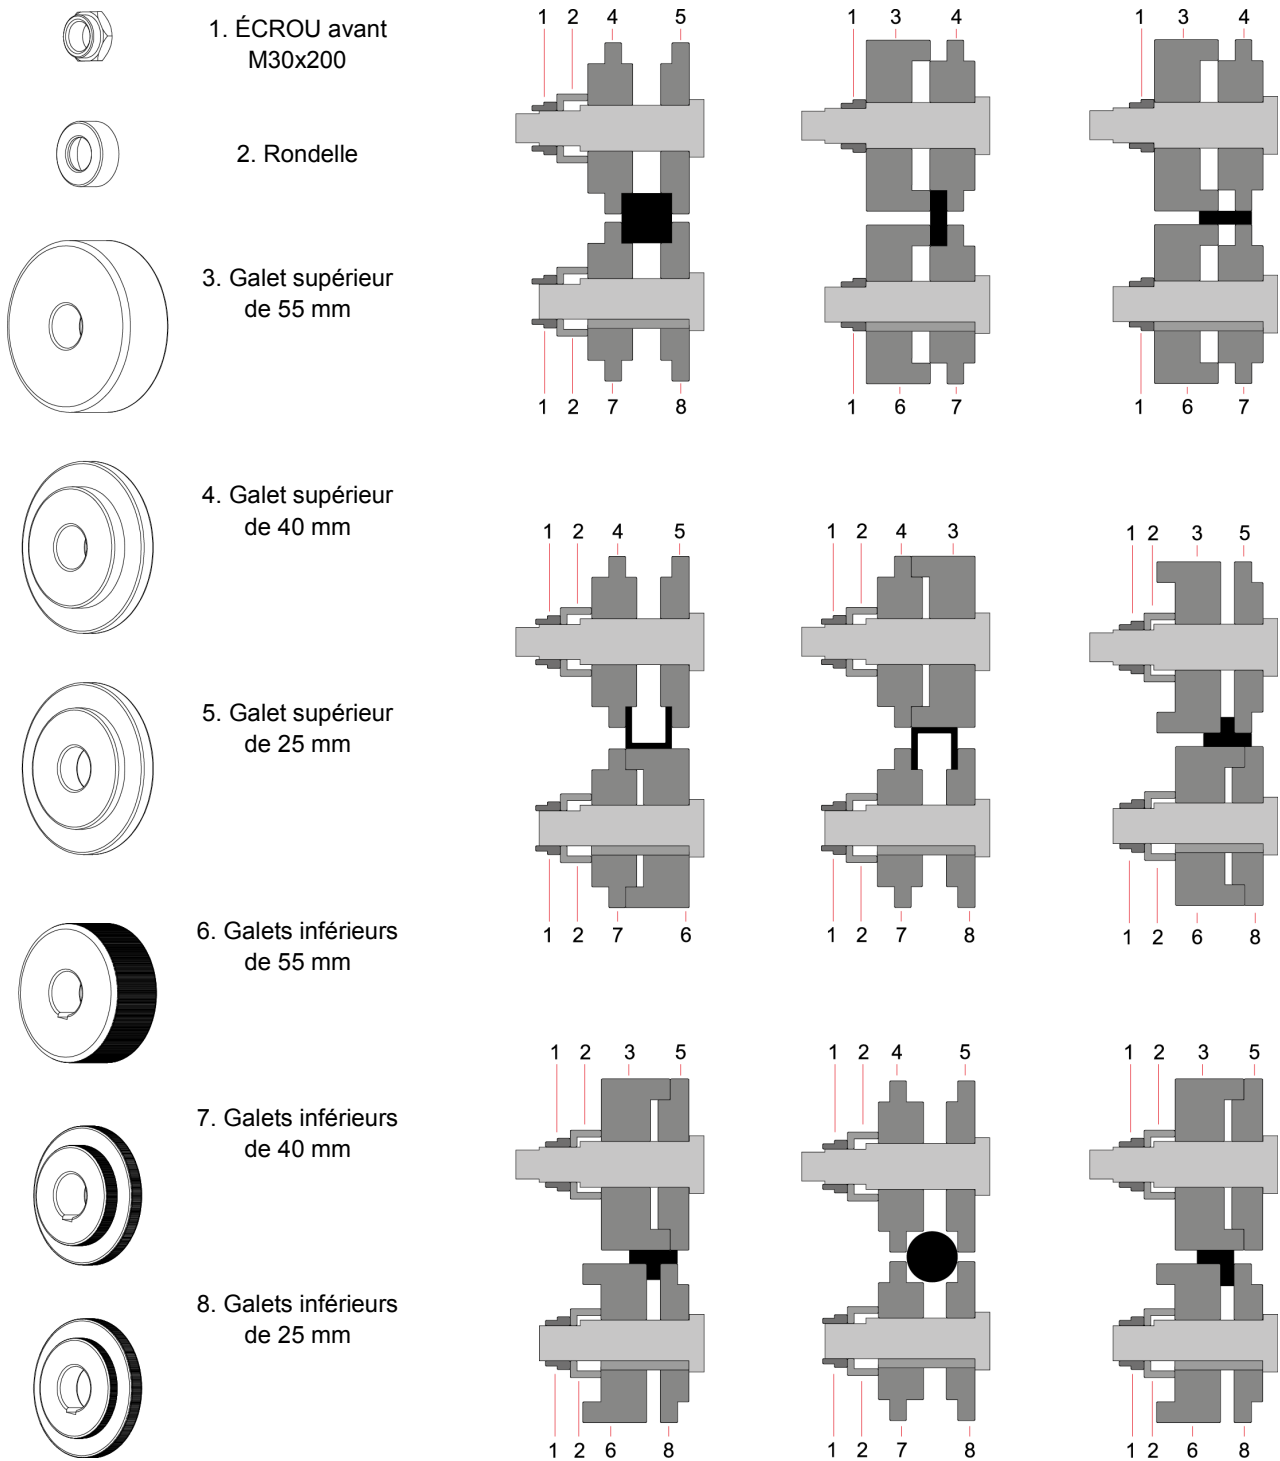 1. ÉCROU avant
M30x200
2. Rondelle
3. Galet supérieur
de 55 mm
4. Galet supérieur
de 40 mm
5. Galet supérieur
de 25 mm
6. Galets inférieurs
de 55 mm
7. Galets inférieurs
de 40 mm
8. Galets inférieurs
de 25 mm
1 2 4 5
1 2 7 8
1 3 4
1 6 7
1 3 4
1 6 7
1 2 4 5
1 2 7 6
1 2 4 3
1 2 7 8
1 2 3 5
1 2 6 8
1 2 3 5
1 2 6 8
1 2 4 5
1 2 7 8
1 2 3 5
1 2 6 8